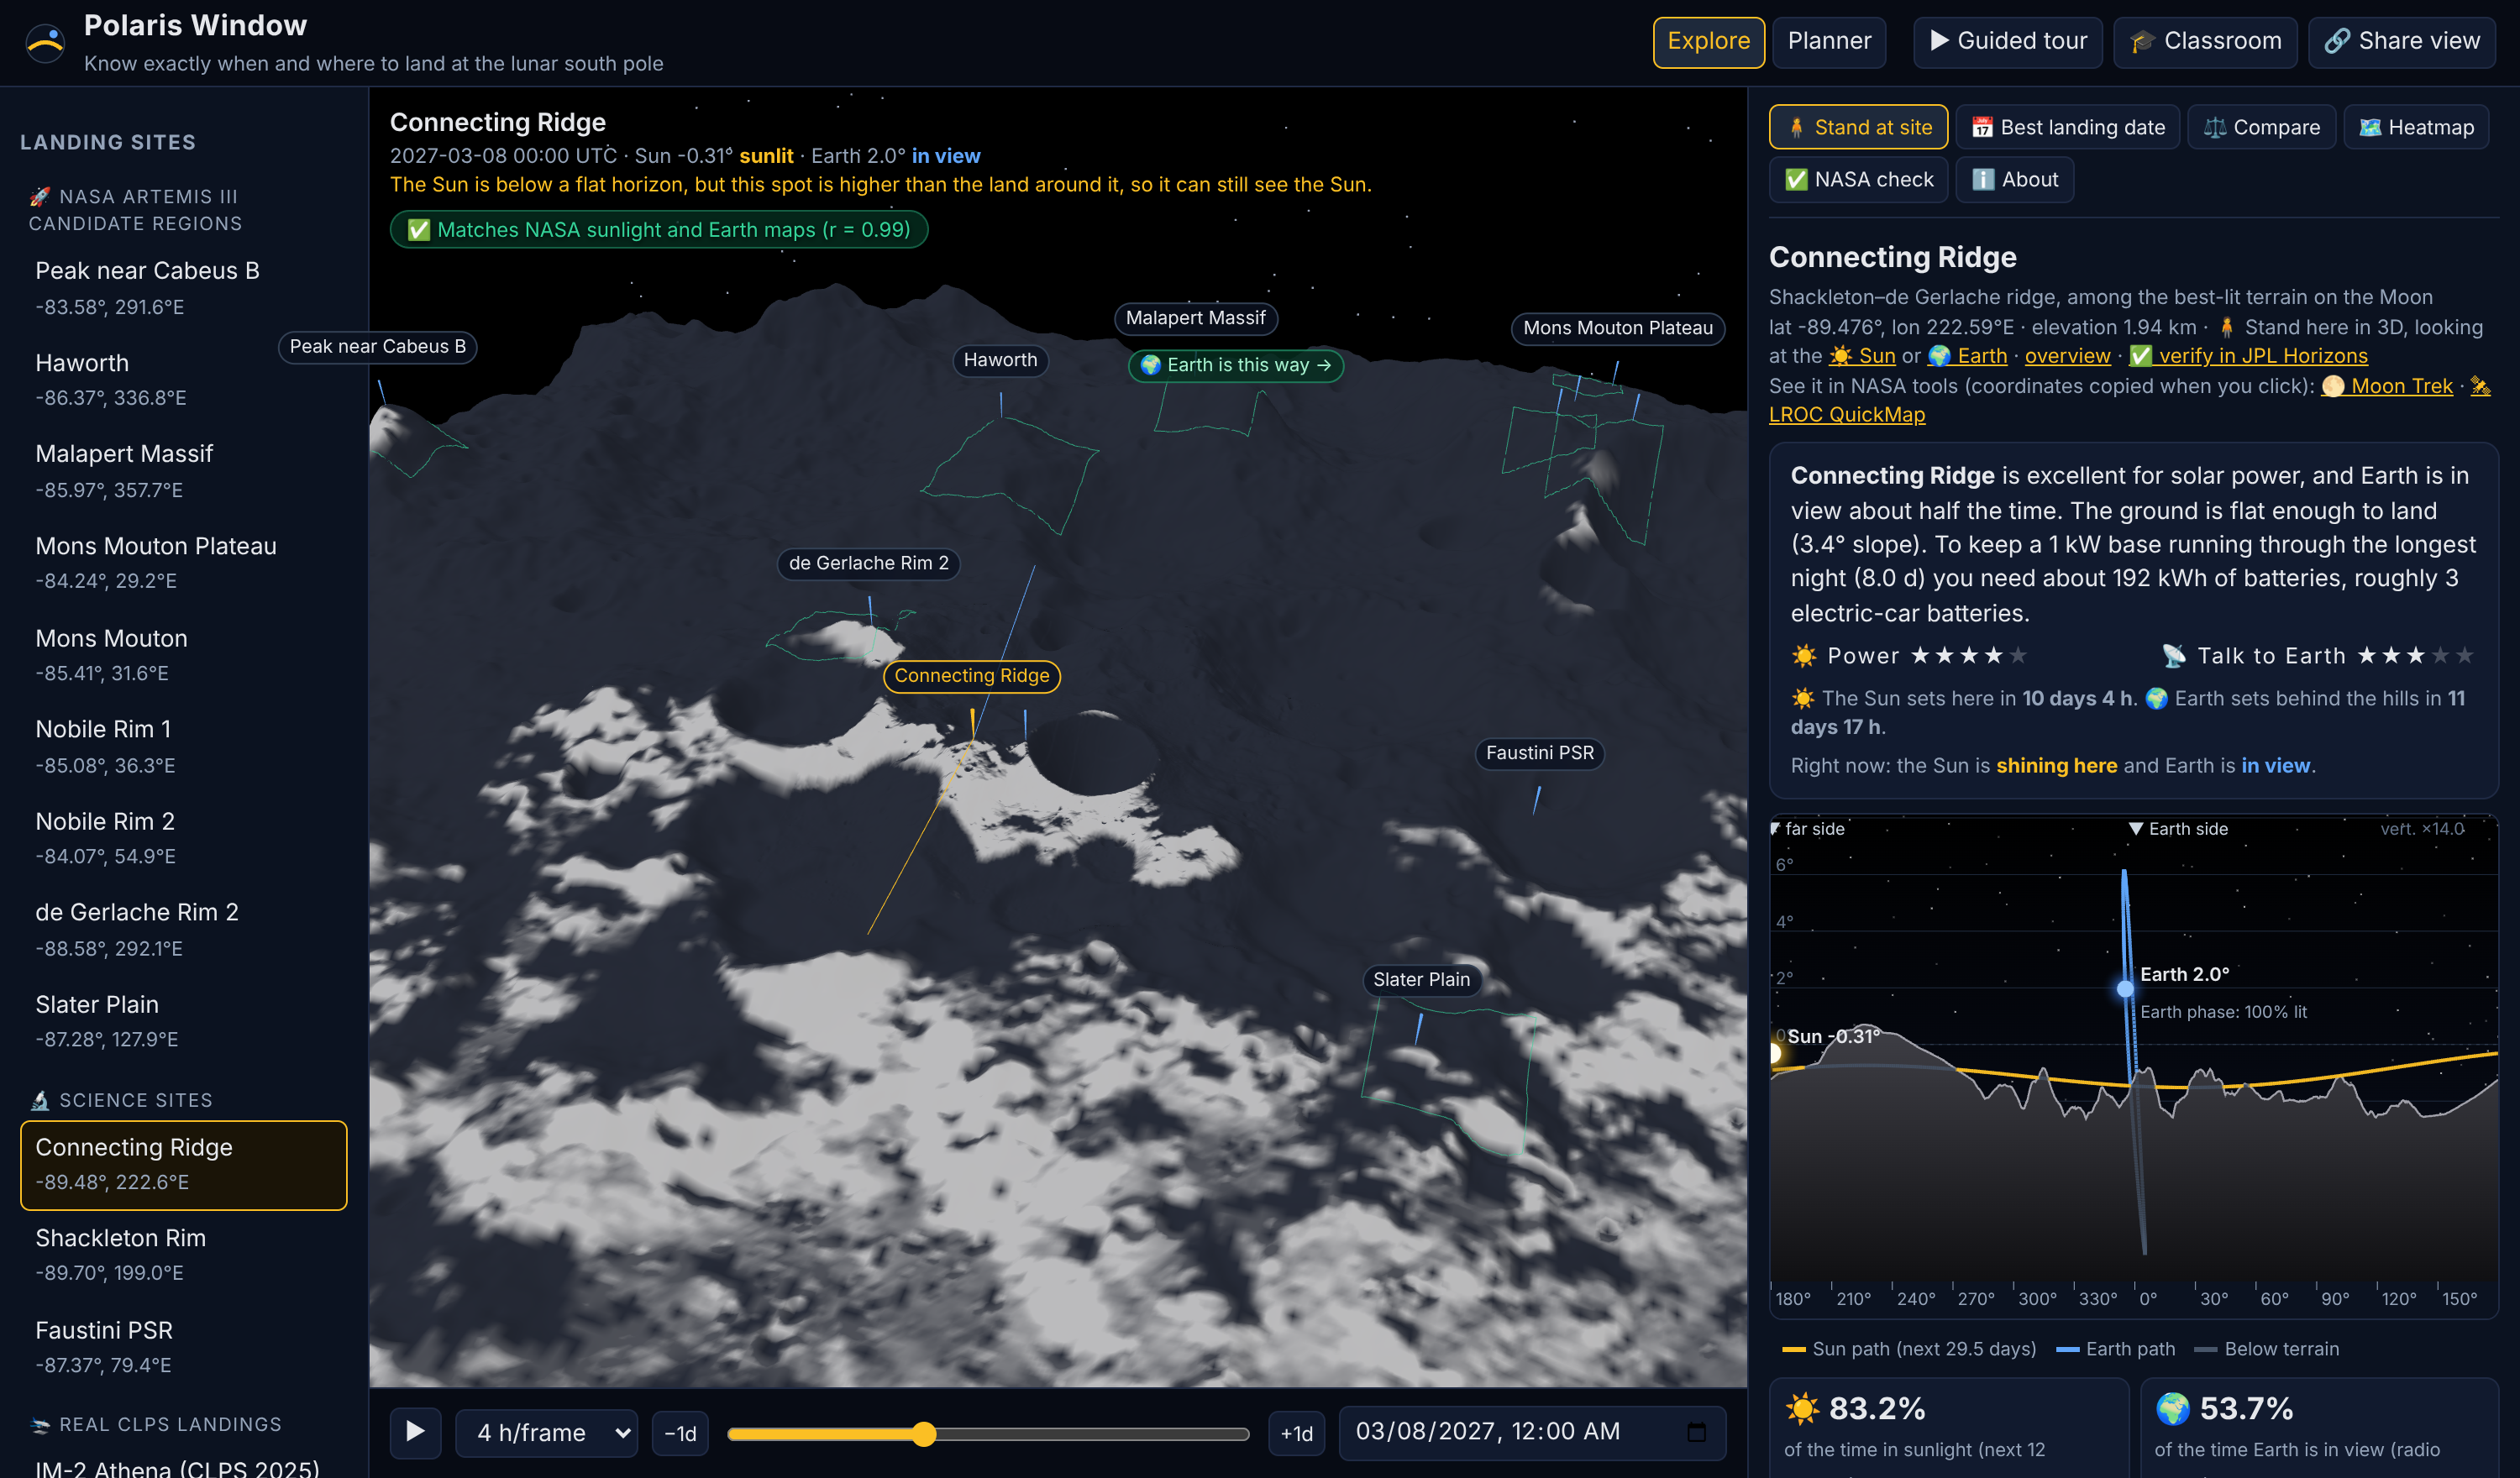 Polaris Window
Know exactly when and where to land at the lunar south pole
Explore
Planner
▶ Guided tour
🎓 Classroom
🔗 Share view
LANDING SITES
🚀 NASA ARTEMIS III
CANDIDATE REGIONS
Peak near Cabeus B
-83.58°, 291.6°E
Haworth
-86.37°, 336.8°E
Malapert Massif
-85.97°, 357.7°E
Mons Mouton Plateau
-84.24°, 29.2°E
Mons Mouton
-85.41°, 31.6°E
Nobile Rim 1
-85.08°, 36.3°E
Nobile Rim 2
-84.07°, 54.9°E
de Gerlache Rim 2
-88.58°, 292.1°E
Slater Plain
-87.28°, 127.9°E
🔬 SCIENCE SITES
Connecting Ridge
-89.48°, 222.6°E
Shackleton Rim
-89.70°, 199.0°E
Faustini PSR
-87.37°, 79.4°E
REAL CLPS LANDINGS
IM-2 Athena (CLPS 2025)
Connecting Ridge
2027-03-08 00:00 UTC · Sun -0.31° sunlit · Earth 2.0° in view
The Sun is below a flat horizon, but this spot is higher than the land around it, so it can still see the Sun.
✅ Matches NASA sunlight and Earth maps (r = 0.99)
Malapert Massif
Mons Mouton Plateau
Peak near Cabeus B
Haworth
🌍 Earth is this way →
de Gerlache Rim 2
Connecting Ridge
Faustini PSR
Slater Plain
▶
4 h/frame
−1d
+1d
03/08/2027, 12:00 AM
🧍 Stand at site
📅 Best landing date
⚖️ Compare
🗺️ Heatmap
✅ NASA check
ℹ️ About
Connecting Ridge
Shackleton–de Gerlache ridge, among the best-lit terrain on the Moon
lat -89.476°, lon 222.59°E · elevation 1.94 km · 🧍 Stand here in 3D, looking
at the ☀️ Sun or 🌍 Earth · overview · ✅ verify in JPL Horizons
See it in NASA tools (coordinates copied when you click): 🌕 Moon Trek · 🛰️
LROC QuickMap
Connecting Ridge is excellent for solar power, and Earth is in
view about half the time. The ground is flat enough to land
(3.4° slope). To keep a 1 kW base running through the longest
night (8.0 d) you need about 192 kWh of batteries, roughly 3
electric-car batteries.
☀️ Power ★★★★★
📡 Talk to Earth ★★★★★
☀️ The Sun sets here in 10 days 4 h. 🌍 Earth sets behind the hills in 11
days 17 h.
Right now: the Sun is shining here and Earth is in view.
▼ far side
▼ Earth side
vert. ×14.0
6°
4°
2°
0°
Earth 2.0°
Earth phase: 100% lit
Sun -0.31°
180° 210° 240° 270° 300° 330° 0° 30° 60° 90° 120° 150°
Sun path (next 29.5 days)
Earth path
Below terrain
☀️ 83.2%
of the time in sunlight (next 12
🌍 53.7%
of the time Earth is in view (radio